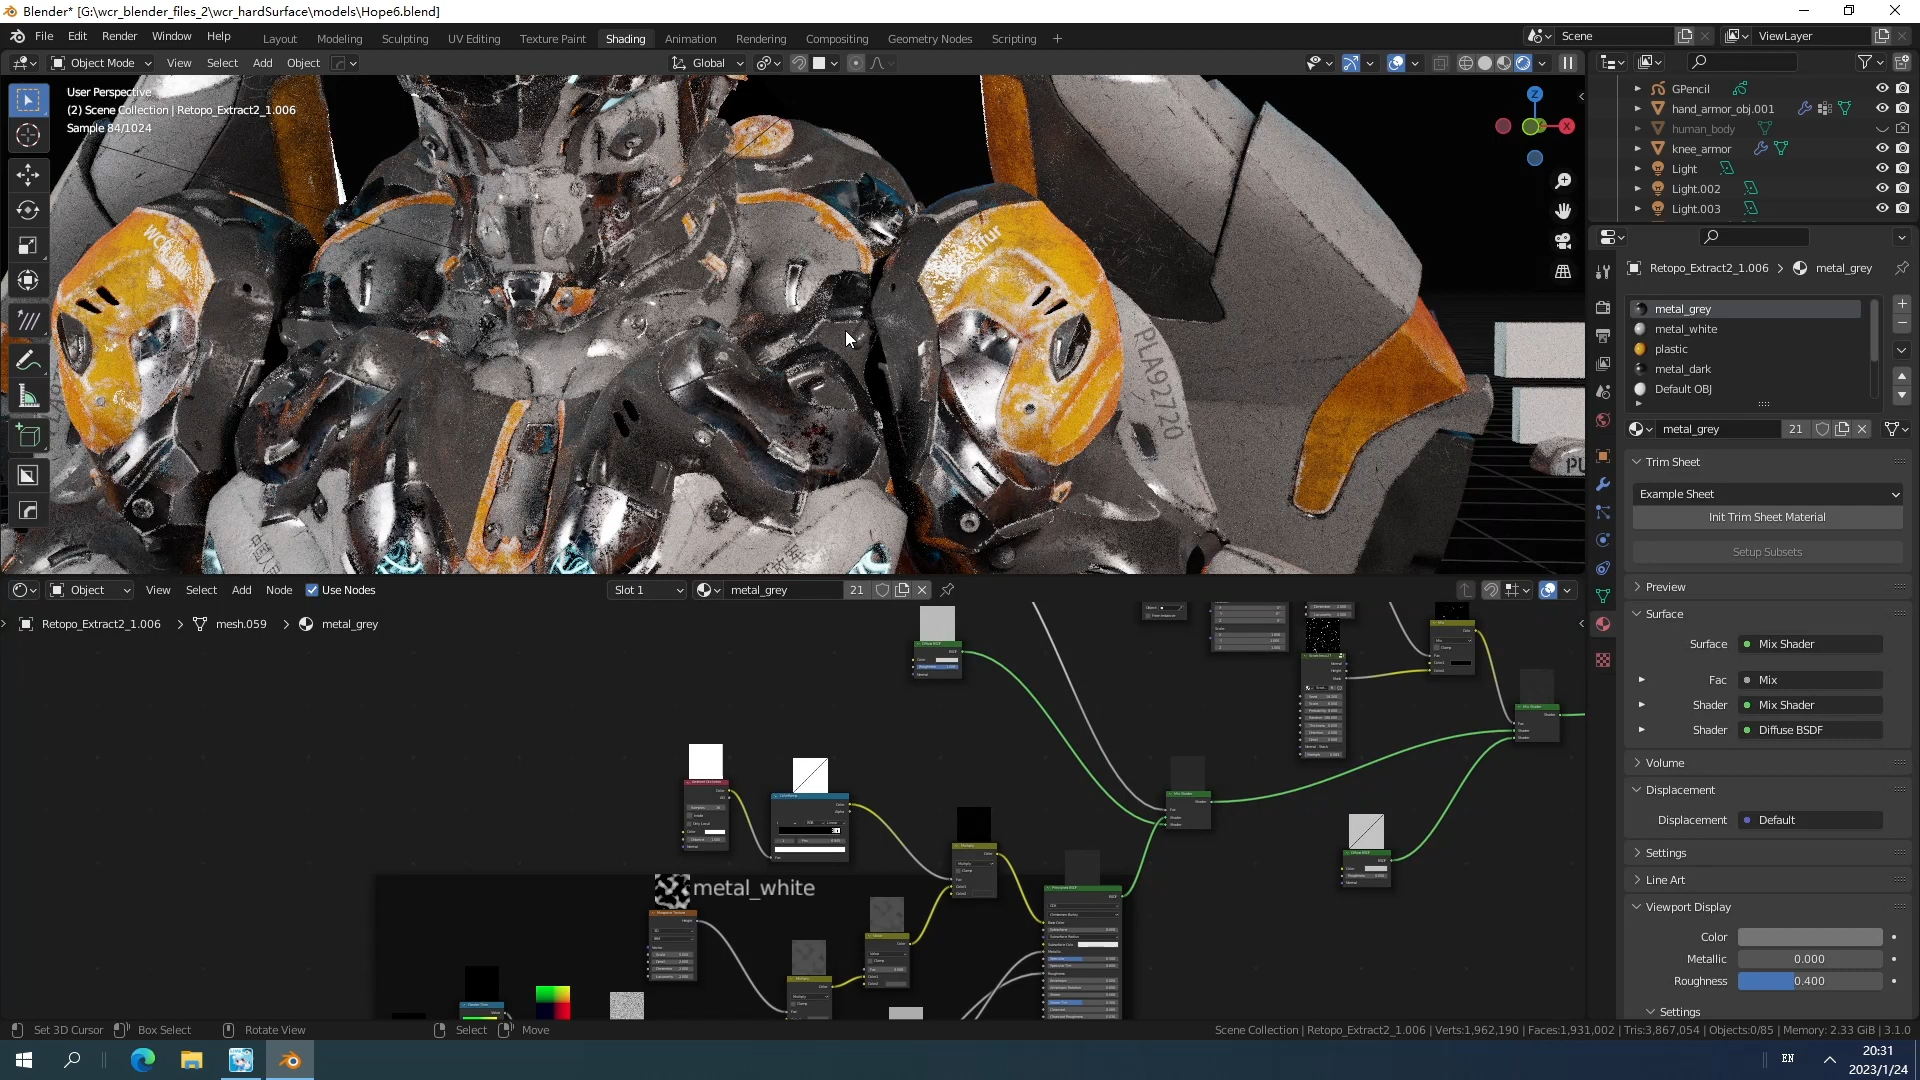 Blender* [G:\wcr_blender_files_2\wcr_hardSurface\models\Hope6.blend]
File Edit Render Window Help
Layout Modeling Sculpting UV Editing Texture Paint Shading Animation Rendering Compositing Geometry Nodes Scripting +
Scene
ViewLayer
Object Mode View Select Add Object
Global
User Perspective
(2) Scene Collection | Retopo_Extract2_1.006
Sample 84/1024
Z
X
PLA92720
GPencil
hand_armor_obj.001
human_body
knee_armor
Light
Light.002
Light.003
Retopo_Extract2_1.006 > metal_grey
metal_grey
metal_white
plastic
metal_dark
Default OBJ
metal_grey 21
Trim Sheet
Example Sheet
Init Trim Sheet Material
Setup Subsets
Preview
Surface
Surface Mix Shader
Fac Mix
Shader Mix Shader
Shader Diffuse BSDF
Volume
Displacement
Displacement Default
Settings
Line Art
Viewport Display
Color
Metallic 0.000
Roughness 0.400
Settings
Object View Select Add Node Use Nodes
Slot 1
metal_grey 21
Retopo_Extract2_1.006 > mesh.059 > metal_grey
metal_white
Set 3D Cursor Box Select Rotate View Select Move
Scene Collection | Retopo_Extract2_1.006 | Verts:1,962,190 | Faces:1,931,002 | Tris:3,867,054 | Objects:0/85 | Memory: 2.33 GiB | 3.1.0
EN
20:31
2023/1/24